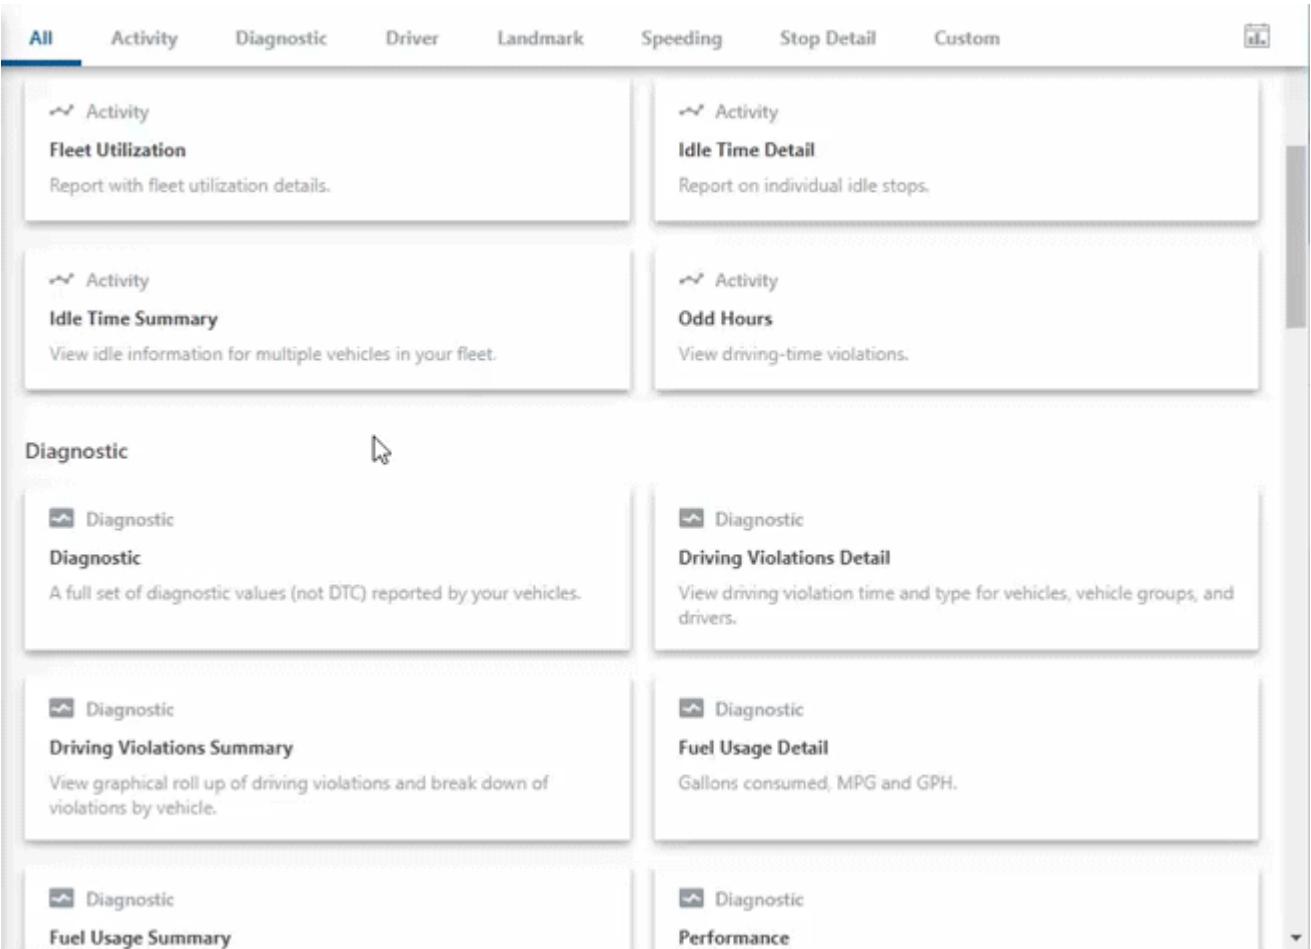 All Activity Diagnostic Driver Landmark Speeding Stop Detail Custom
Activity
Fleet Utilization
Report with fleet utilization details.
Activity
Idle Time Detail
Report on individual idle stops.
Activity
Idle Time Summary
View idle information for multiple vehicles in your fleet.
Activity
Odd Hours
View driving-time violations.
Diagnostic
Diagnostic
Diagnostic
A full set of diagnostic values (not DTC) reported by your vehicles.
Diagnostic
Driving Violations Detail
View driving violation time and type for vehicles, vehicle groups, and
drivers.
Diagnostic
Driving Violations Summary
View graphical roll up of driving violations and break down of
violations by vehicle.
Diagnostic
Fuel Usage Detail
Gallons consumed, MPG and GPH.
Diagnostic
Fuel Usage Summary
Diagnostic
Performance